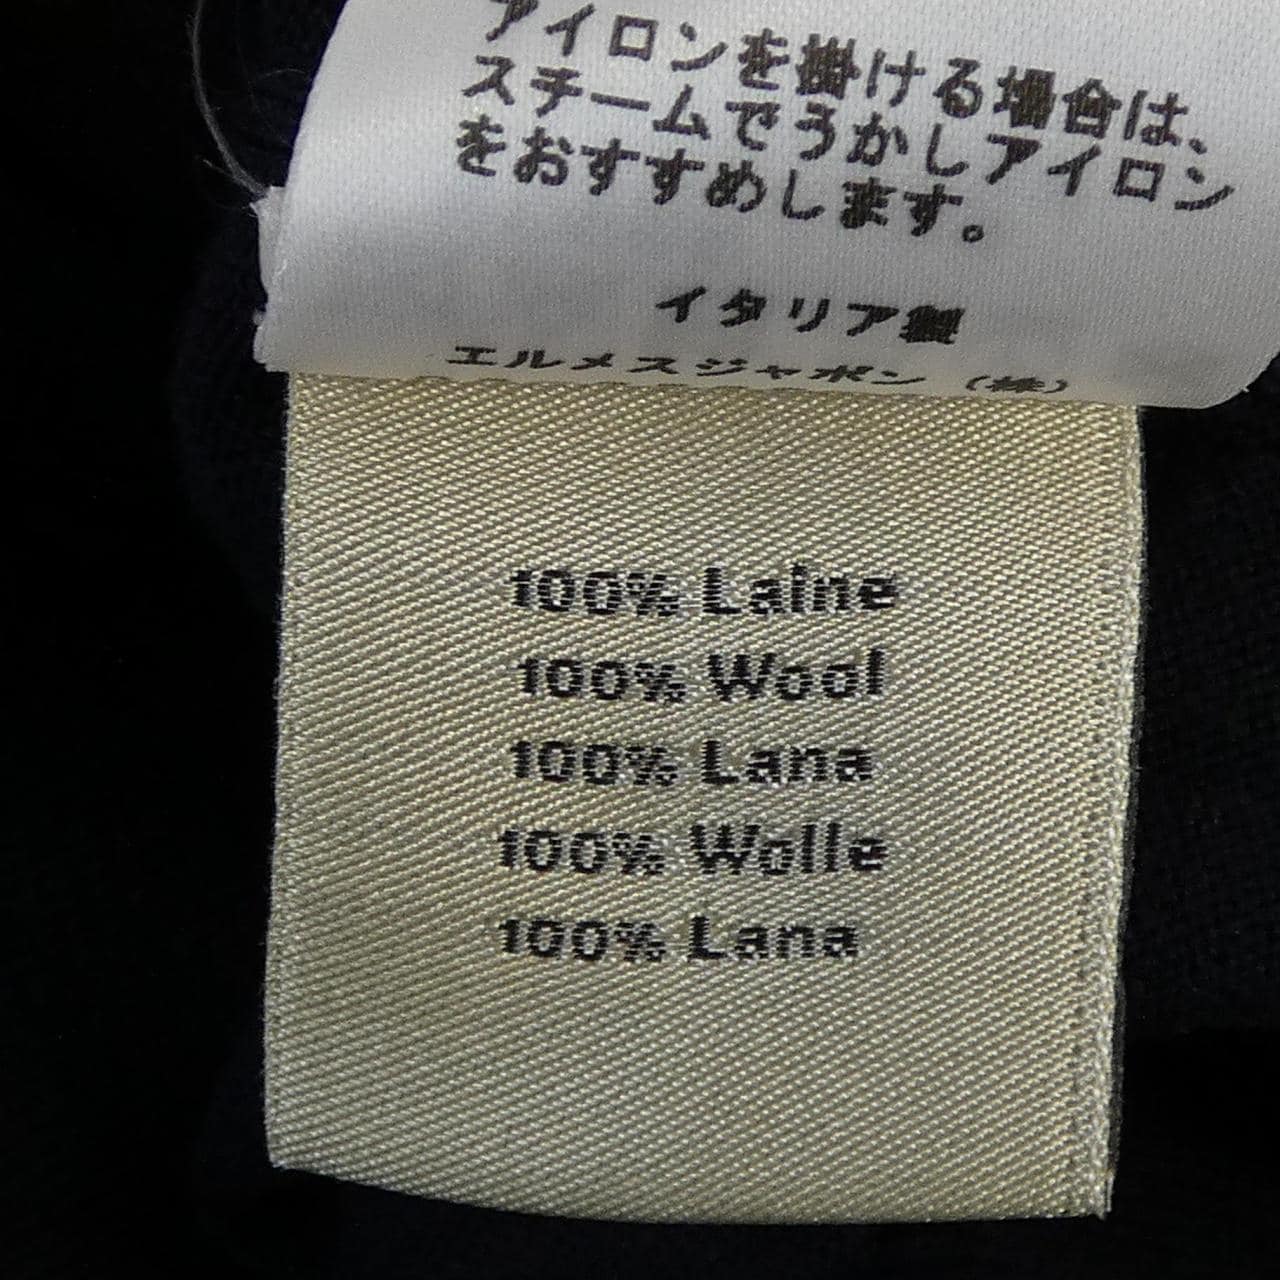 アイロンを掛ける場合は、
スチームでうかしアイロン
をおすすめします。
イタリア製
エルメスジャポン（株）
100% Laine
100% Wool
100% Lana
100% Wolle
100% Lana